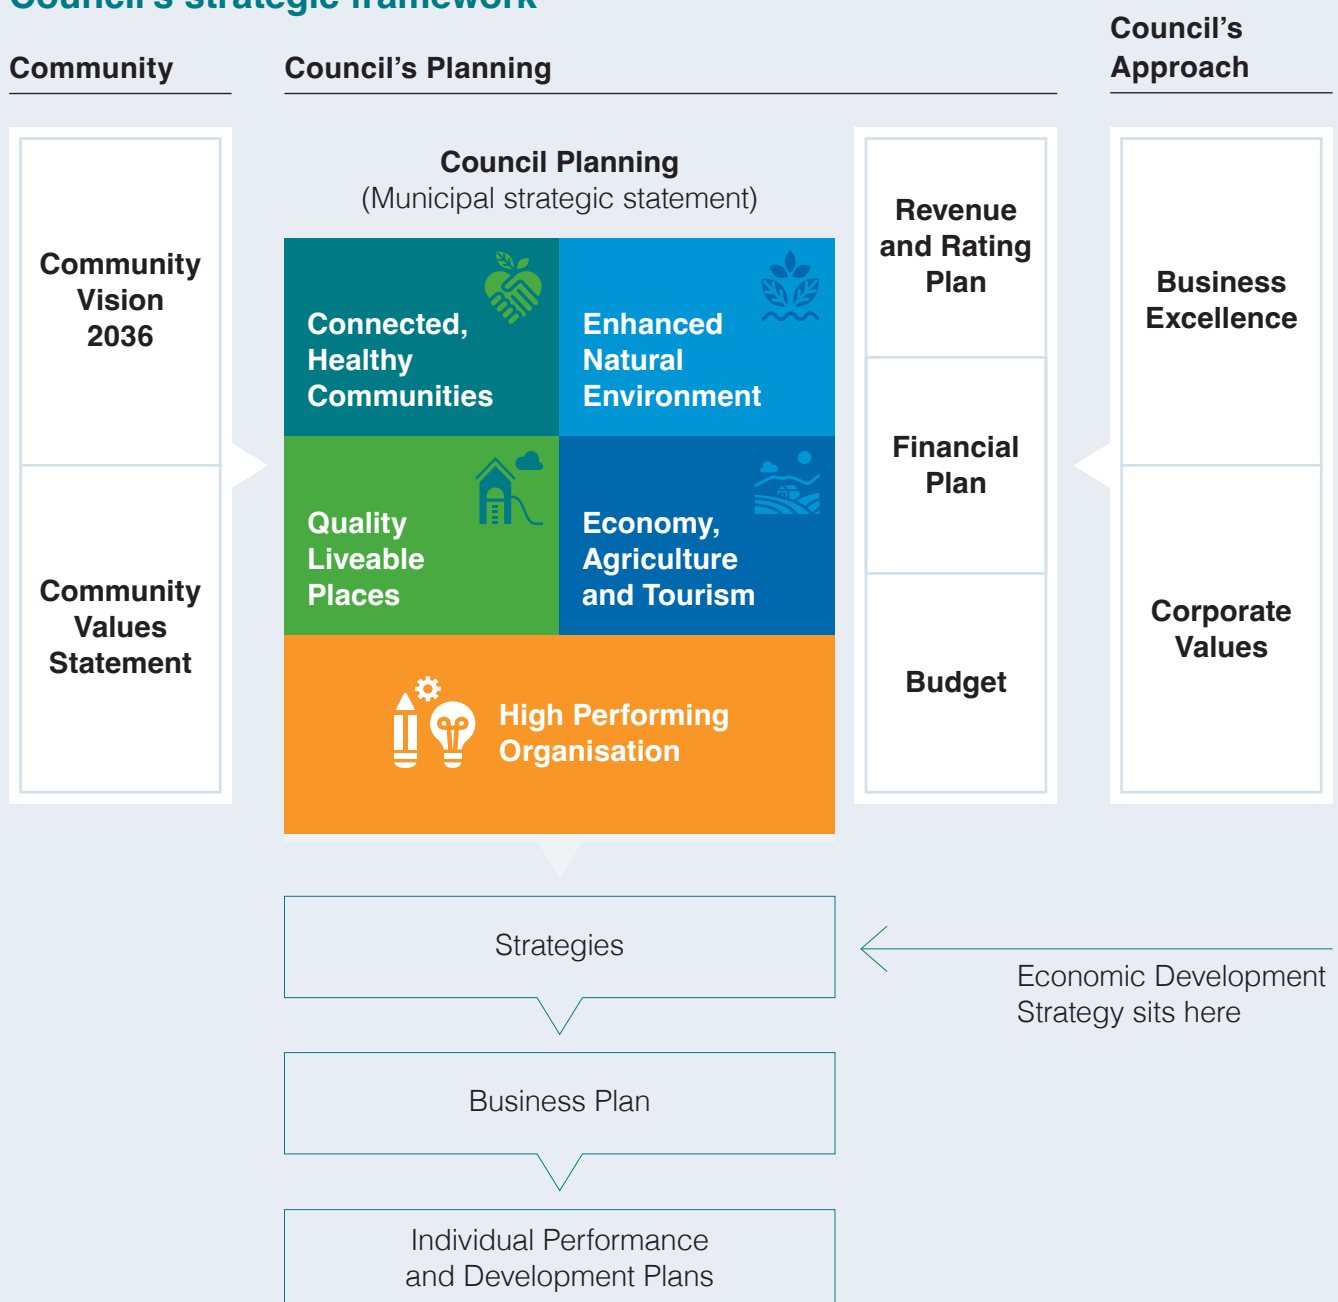 Council's strategic framework
Community
Council's Planning
Council's
Approach
Community
Vision
2036
Community
Values
Statement
Council Planning
(Municipal strategic statement)
Connected,
Healthy
Communities
Enhanced
Natural
Environment
Quality
Liveable
Places
Economy,
Agriculture
and Tourism
High Performing
Organisation
Revenue
and Rating
Plan
Financial
Plan
Budget
Business
Excellence
Corporate
Values
Strategies
Economic Development
Strategy sits here
Business Plan
Individual Performance
and Development Plans